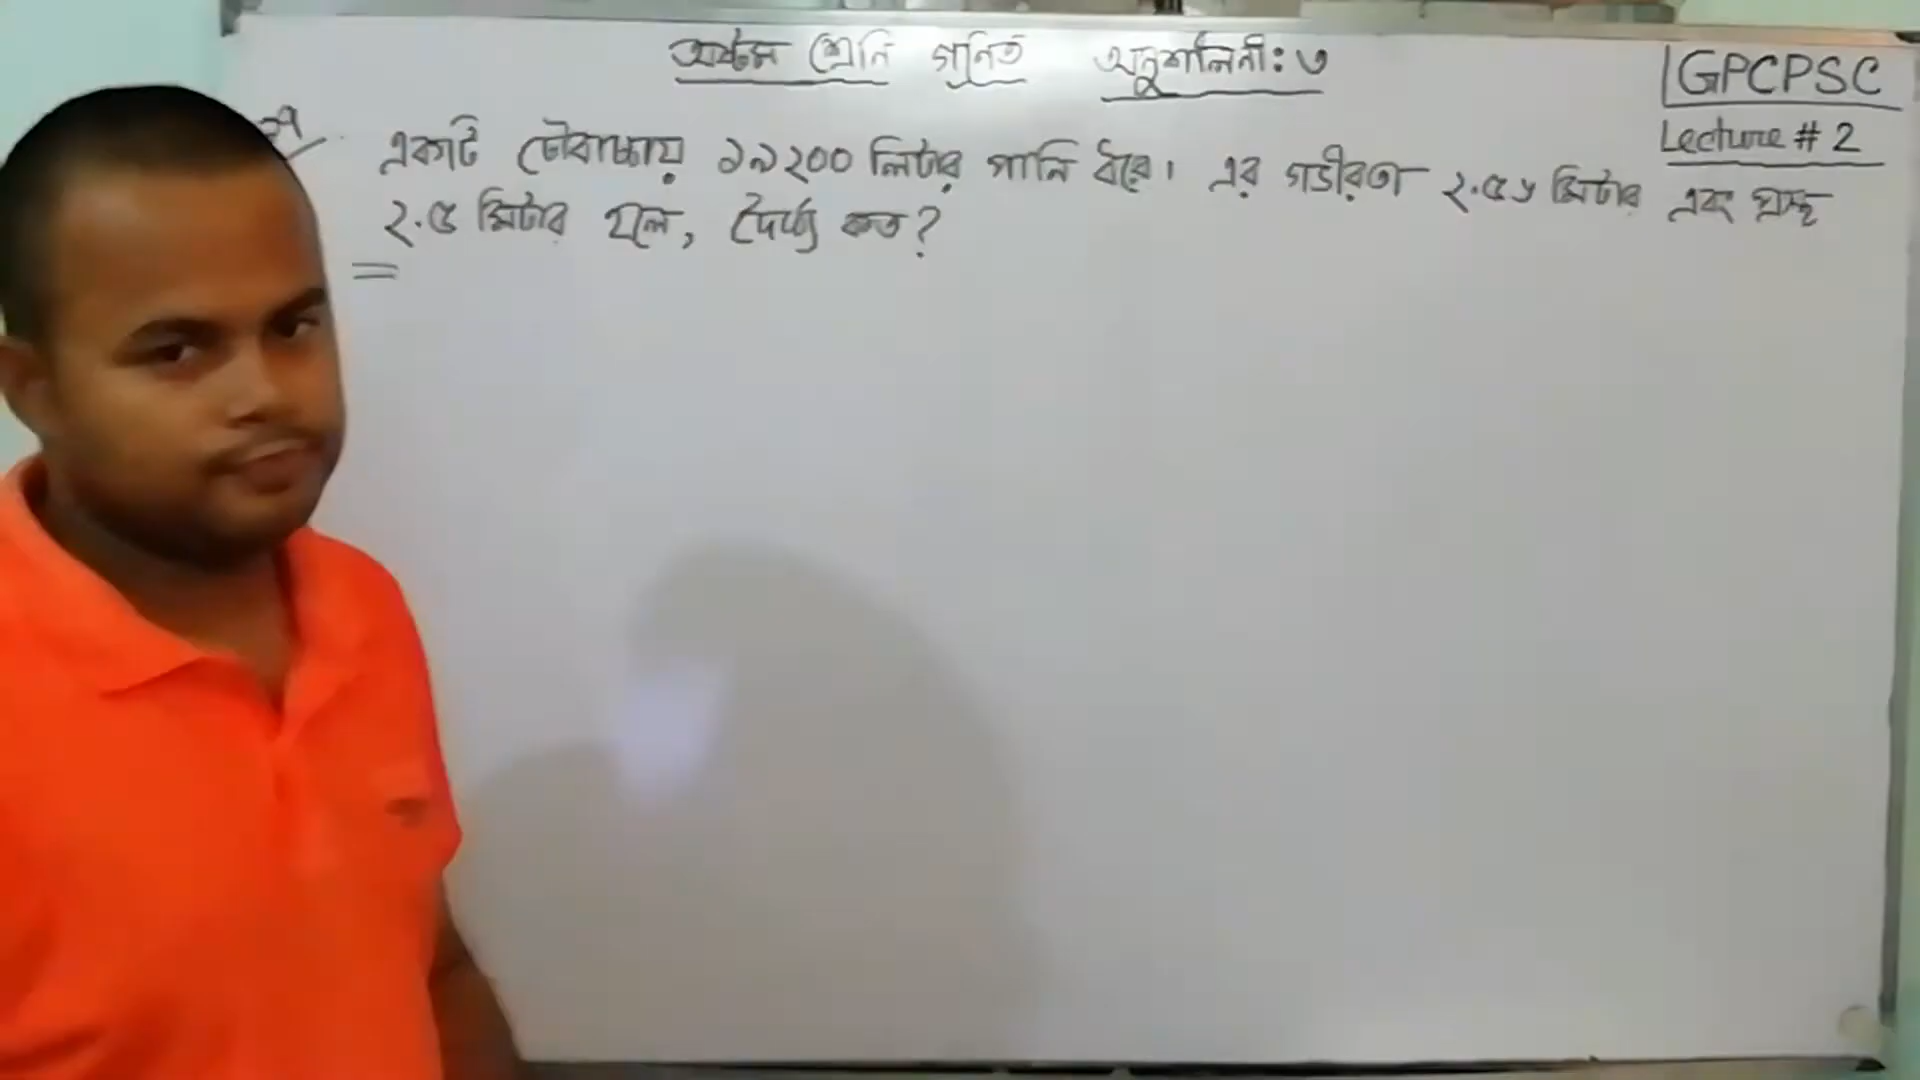 অষ্টম শ্রেনি গনিত অনুশীলনী: ৩
GPCPSC
Lecture # 2
একটি চৌবাচ্চায় ১৯২০০ লিটার পানি ধরে। এর গভীরতা ২.৫৬ মিটার এবং প্রস্থ
২.৫ মিটার হলে, দৈর্ঘ্য কত?
=